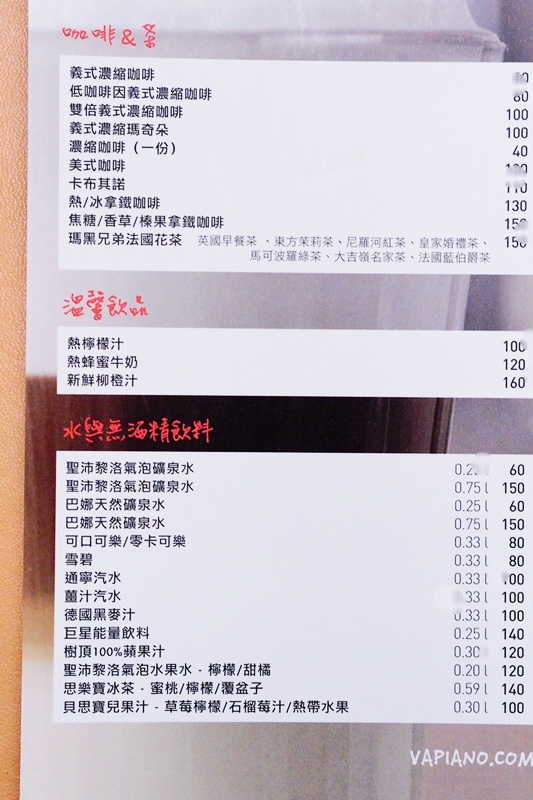 咖啡&茶
義式濃縮咖啡
低咖啡因義式濃縮咖啡 80
雙倍義式濃縮咖啡 100
義式濃縮瑪奇朵 100
濃縮咖啡（一份） 40
美式咖啡
卡布其諾 110
熱/冰拿鐵咖啡 130
焦糖/香草/榛果拿鐵咖啡 150
瑪黑兄弟法國花茶 英國早餐茶、東方茉莉茶、尼羅河紅茶、皇家婚禮茶、 150
馬可波羅綠茶、大吉嶺名家茶、法國藍伯爵茶
溫馨飲品
熱檸檬汁 100
熱蜂蜜牛奶 120
新鮮柳橙汁 160
水與無酒精飲料
聖沛黎洛氣泡礦泉水 60
聖沛黎洛氣泡礦泉水 0.75 l 150
巴娜天然礦泉水 0.25 l 60
巴娜天然礦泉水 0.75 l 150
可口可樂/零卡可樂 0.33 l 80
雪碧 0.33 l 80
通寧汽水 0.33 l 100
薑汁汽水 0.33 l 100
德國黑麥汁 0.33 l 100
巨星能量飲料 0.25 l 140
樹頂100%蘋果汁 0.30 l 120
聖沛黎洛氣泡水果水 - 檸檬/甜橘 0.20 l 120
思樂寶冰茶 - 蜜桃/檸檬/覆盆子 0.59 l 140
貝思寶兒果汁 - 草莓檸檬/石榴莓汁/熱帶水果 0.30 l 100
VAPIANO.COM